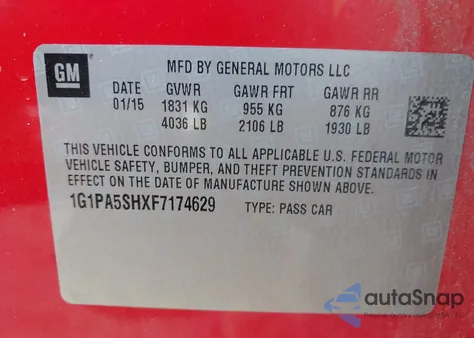 GM
MFD BY GENERAL MOTORS LLC
DATE GVWR GAWR FRT GAWR RR
01/15 1831 KG 955 KG 876 KG
4036 LB 2106 LB 1930 LB
THIS VEHICLE CONFORMS TO ALL APPLICABLE U.S. FEDERAL MOTOR
VEHICLE SAFETY, BUMPER, AND THEFT PREVENTION STANDARDS IN
EFFECT ON THE DATE OF MANUFACTURE SHOWN ABOVE.
1G1PA5SHXF7174629 TYPE: PASS CAR
autoSnap